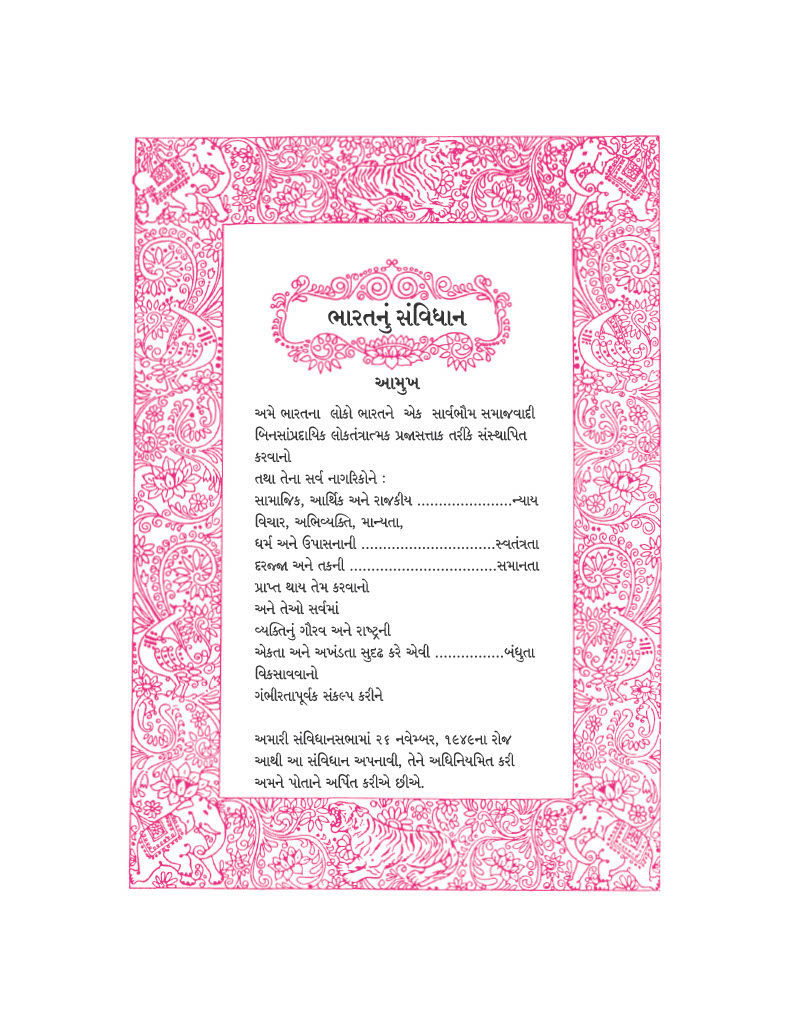 ભારતનું સંવિધાન
આમુખ
અમે ભારતના લોકો ભારતને એક સાર્વભૌમ સમાજવાદી
બિનસાંપ્રદાયિક લોકતંત્રાત્મક પ્રજાસત્તાક તરીકે સંસ્થાપિત
કરવાનો
તથા તેના સર્વ નાગરિકોને :
સામાજિક, આર્થિક અને રાજકીય ......................ન્યાય
વિચાર, અભિવ્યક્તિ, માન્યતા,
ધર્મ અને ઉપાસનાની ...............................સ્વતંત્રતા
દરજ્જા અને તકની ..................................સમાનતા
પ્રાપ્ત થાય તેમ કરવાનો
અને તેઓ સર્વમાં
વ્યક્તિનું ગૌરવ અને રાષ્ટ્રની
એકતા અને અખંડતા સુદઢ કરે એવી ................બંધુતા
વિકસાવવાનો
ગંભીરતાપૂર્વક સંકલ્પ કરીને
અમારી સંવિધાનસભામાં ૨૬ નવેમ્બર, ૧૯૪૯ના રોજ
આથી આ સંવિધાન અપનાવી, તેને અધિનિયમિત કરી
અમને પોતાને અર્પિત કરીએ છીએ.